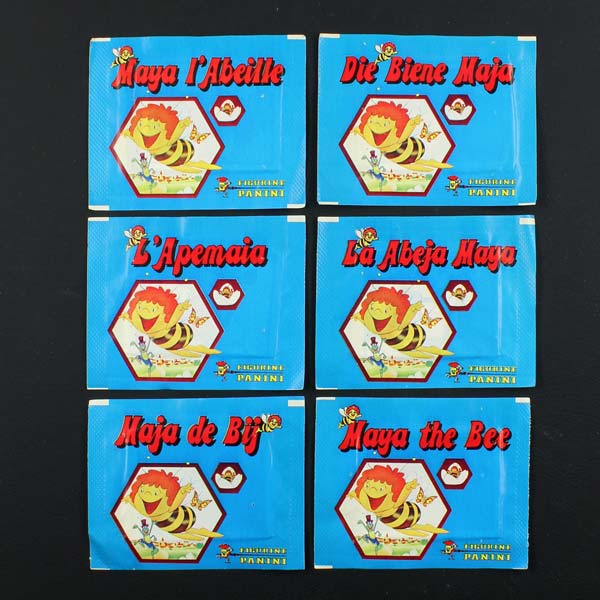 Maya l'Abeille
FIGURINE
PANINI
Die Biene Maja
FIGURINE
PANINI
L'Apemaia
FIGURINE
PANINI
La Abeja Maya
FIGURINE
PANINI
Maja de Bij
FIGURINE
PANINI
Maya the Bee
FIGURINE
PANINI